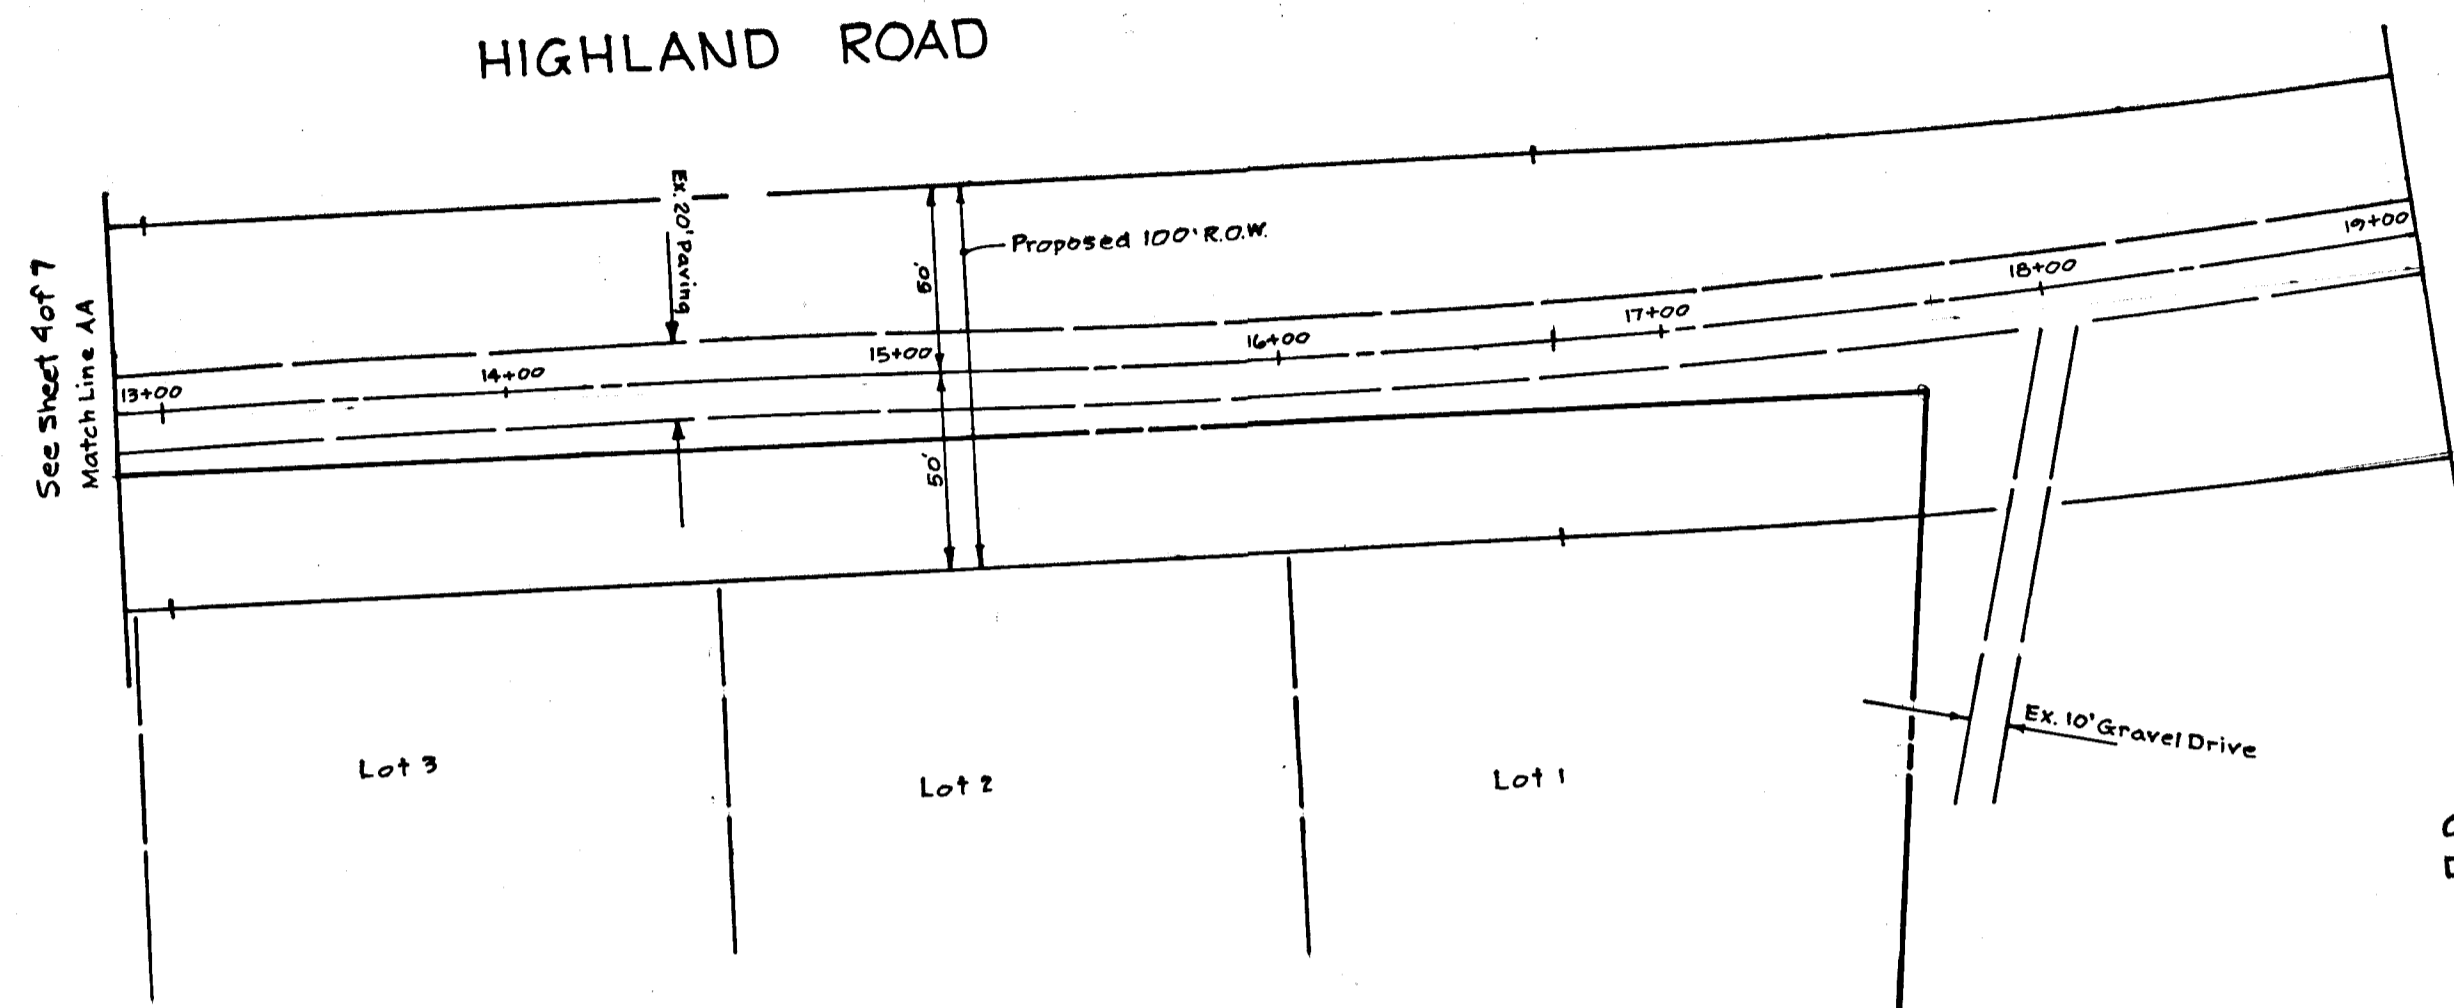 HIGHLAND ROAD
See Sheet 4 of 7
Match Line AA
Ex. 20' Paving
50'
Proposed 100' R.O.W.
13+00
14+00
15+00
16+00
17+00
18+00
19+00
50'
Lot 3
Lot 2
Lot 1
Ex. 10' Gravel Drive